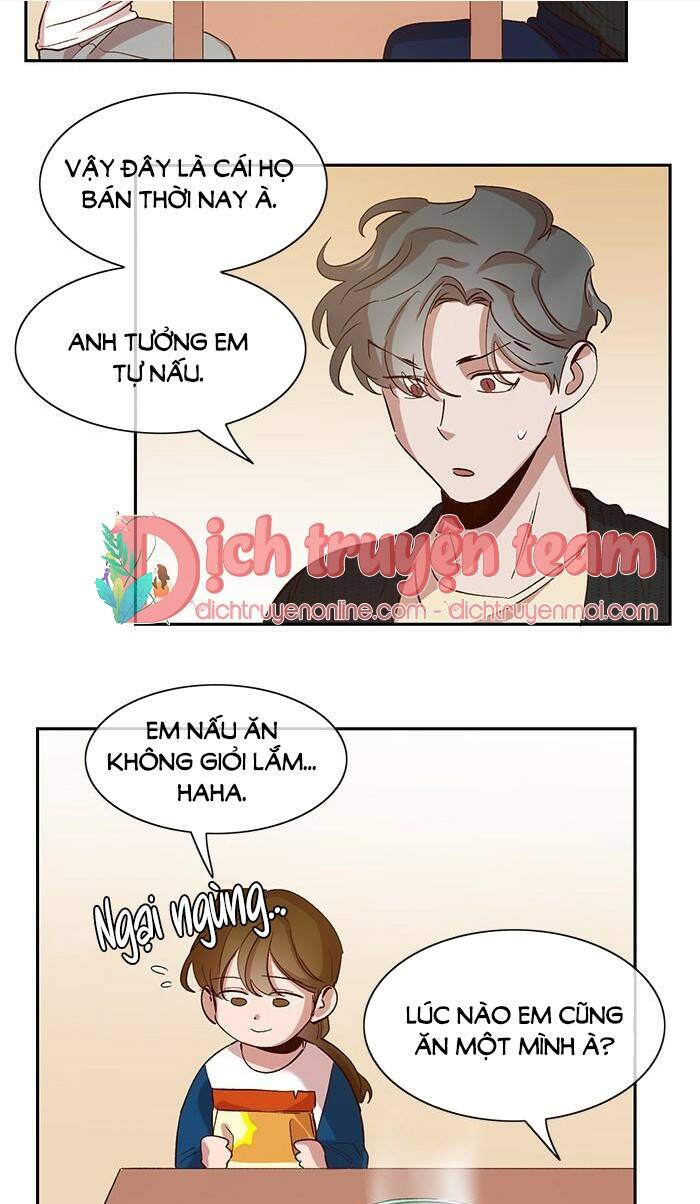 VẬY ĐÂY LÀ CÁI HỌ
BÁN THỜI NAY À.
ANH TƯỞNG EM
TỰ NẤU.
Dịch truyện team
dichtruyenonline.com - dichtruyenmoi.com
EM NẤU ĂN
KHÔNG GIỎI LẮM...
HAHA.
Ngại ngùng...
LÚC NÀO EM CŨNG
ĂN MỘT MÌNH À?